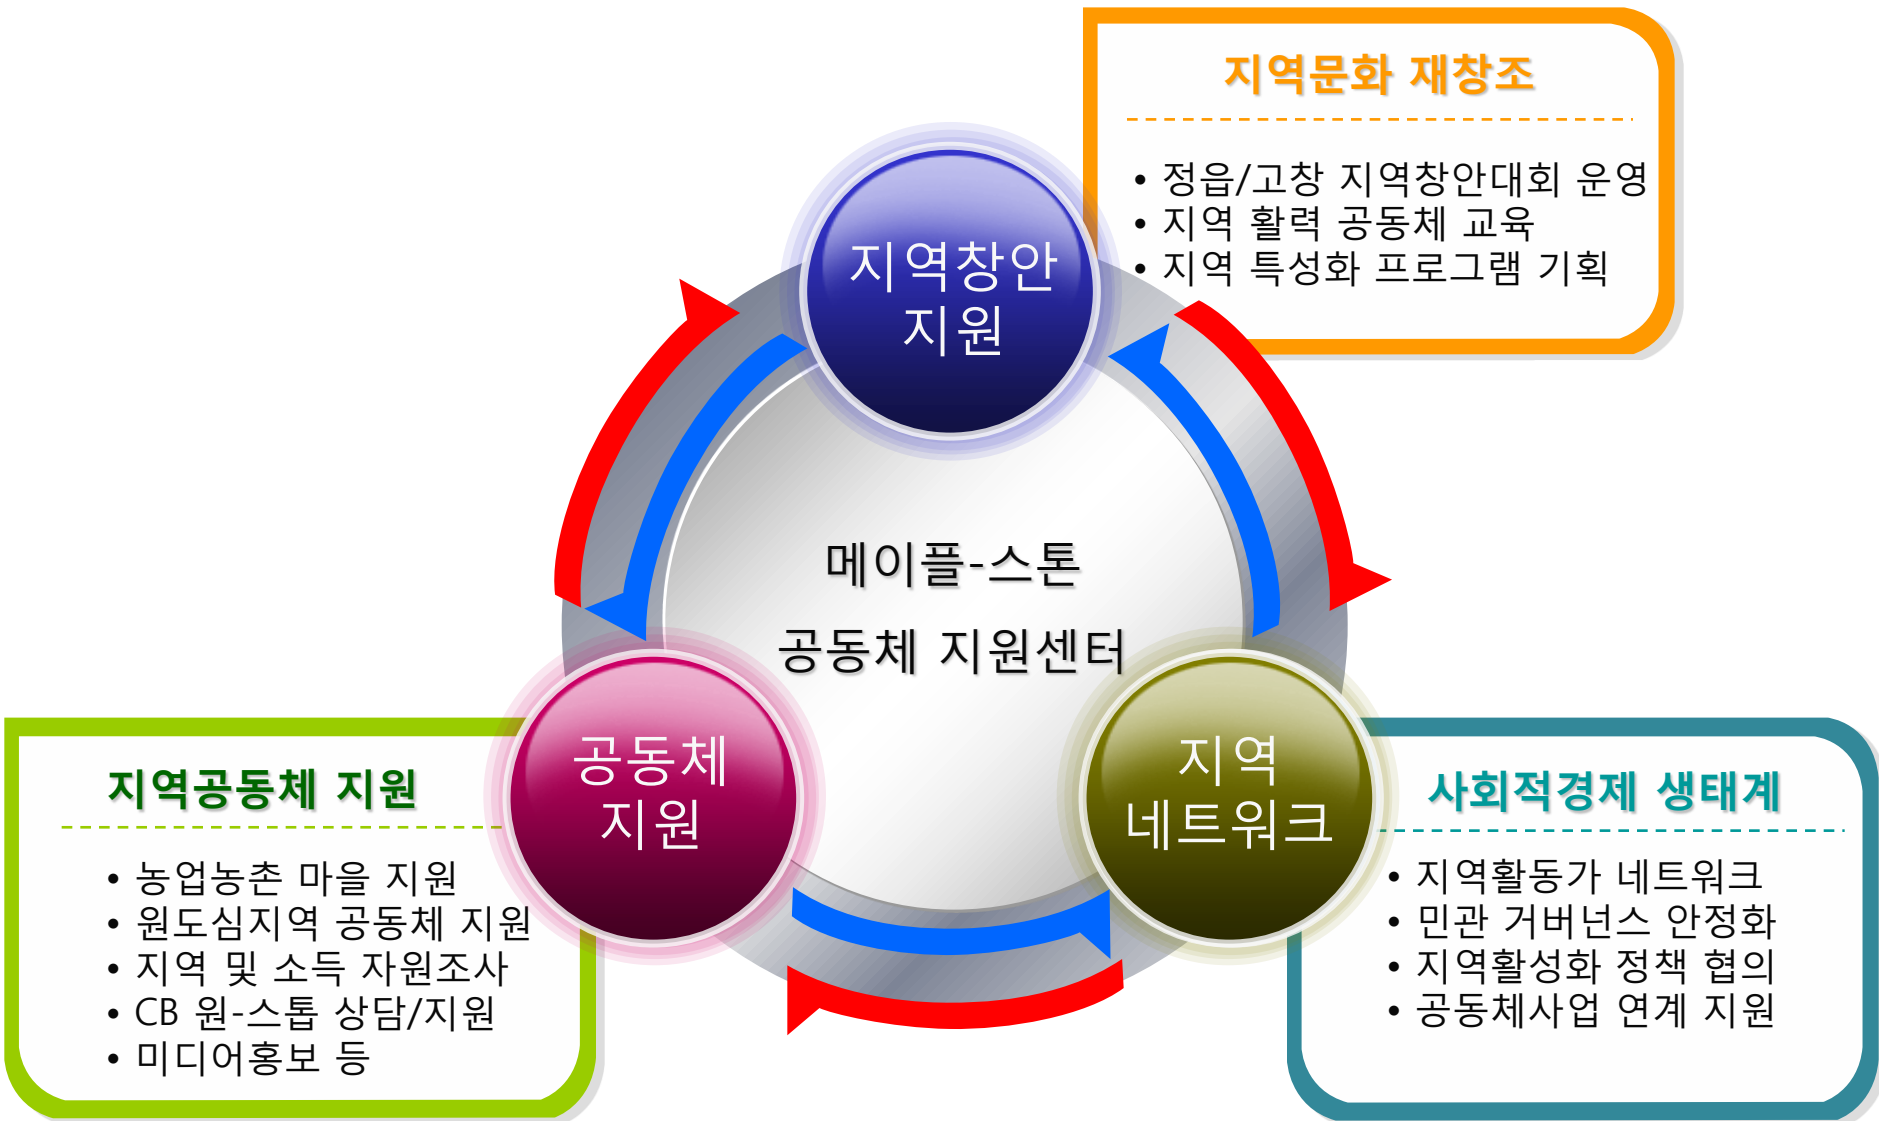 지역문화 재창조
• 정읍/고창 지역창안대회 운영
• 지역 활력 공동체 교육
• 지역 특성화 프로그램 기획
지역창안
지원
메이플-스톤
공동체 지원센터
공동체
지원
지역
네트워크
지역공동체 지원
• 농업농촌 마을 지원
• 원도심지역 공동체 지원
• 지역 및 소득 자원조사
• CB 원-스톱 상담/지원
• 미디어홍보 등
사회적경제 생태계
• 지역활동가 네트워크
• 민관 거버넌스 안정화
• 지역활성화 정책 협의
• 공동체사업 연계 지원